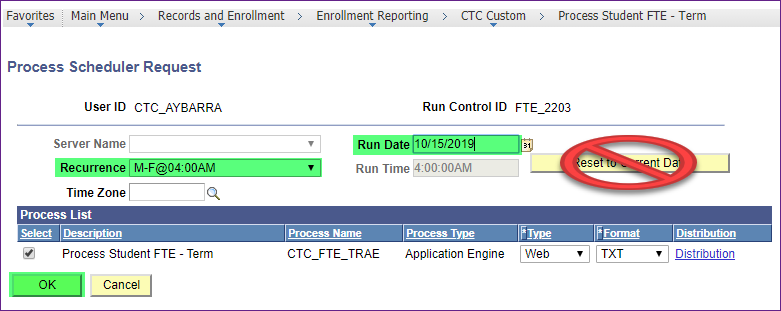 Favorites Main Menu > Records and Enrollment > Enrollment Reporting > CTC Custom > Process Student FTE - Term
Process Scheduler Request
User ID CTC_AYBARRA Run Control ID FTE_2203
Server Name Run Date 10/15/2019 31
Recurrence M-F@04:00AM Run Time 4:00:00AM Reset to Current Date
Time Zone
Process List
Select Description Process Name Process Type *Type *Format Distribution
Process Student FTE - Term CTC_FTE_TRAE Application Engine Web TXT Distribution
OK Cancel